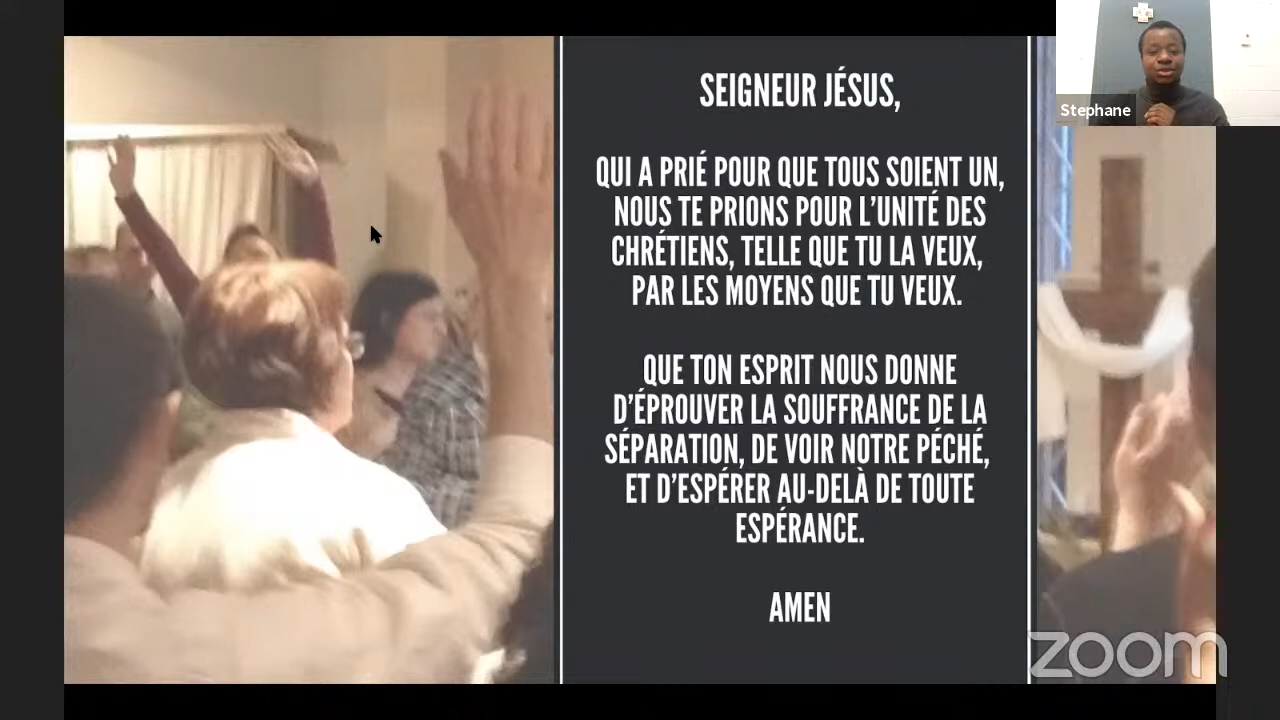 Stephane
SEIGNEUR JÉSUS,
QUI A PRIÉ POUR QUE TOUS SOIENT UN,
NOUS TE PRIONS POUR L'UNITÉ DES
CHRÉTIENS, TELLE QUE TU LA VEUX,
PAR LES MOYENS QUE TU VEUX.
QUE TON ESPRIT NOUS DONNE
D'ÉPROUVER LA SOUFFRANCE DE LA
SÉPARATION, DE VOIR NOTRE PÉCHÉ,
ET D'ESPÉRER AU-DELÀ DE TOUTE
ESPÉRANCE.
AMEN
zoom